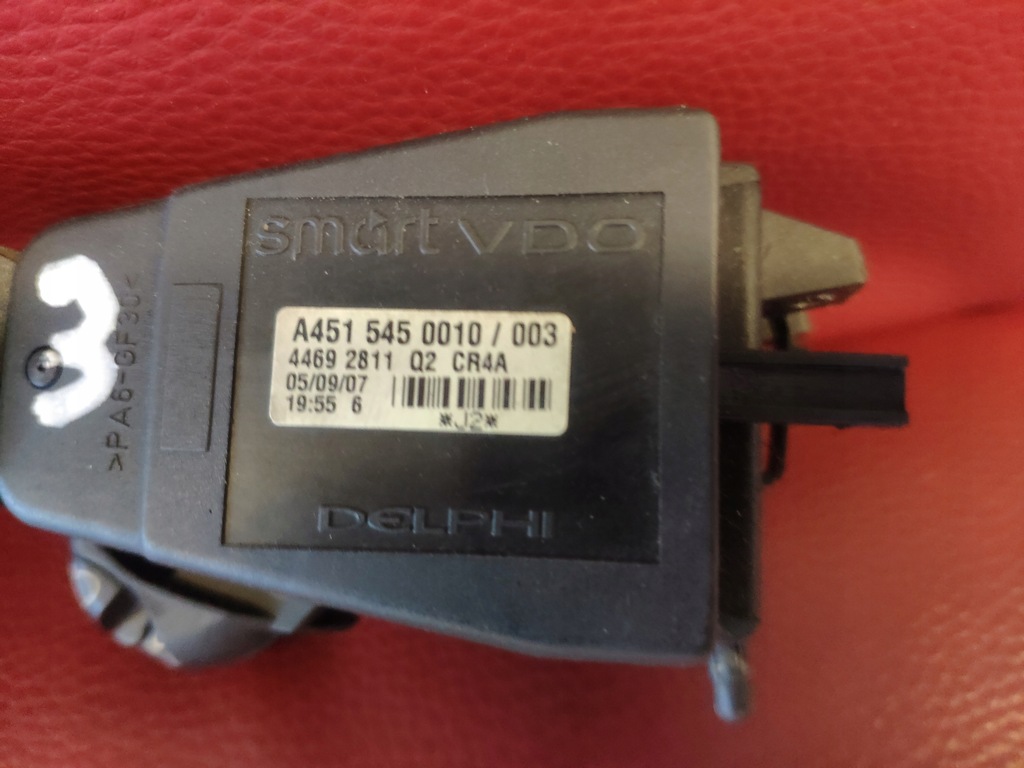 smart VDO
A451 545 0010 / 003
4469 2811 Q2 CR4A
05/09/07
19:55 6
*J2*
DELPHI
>PA6-GF30<
3